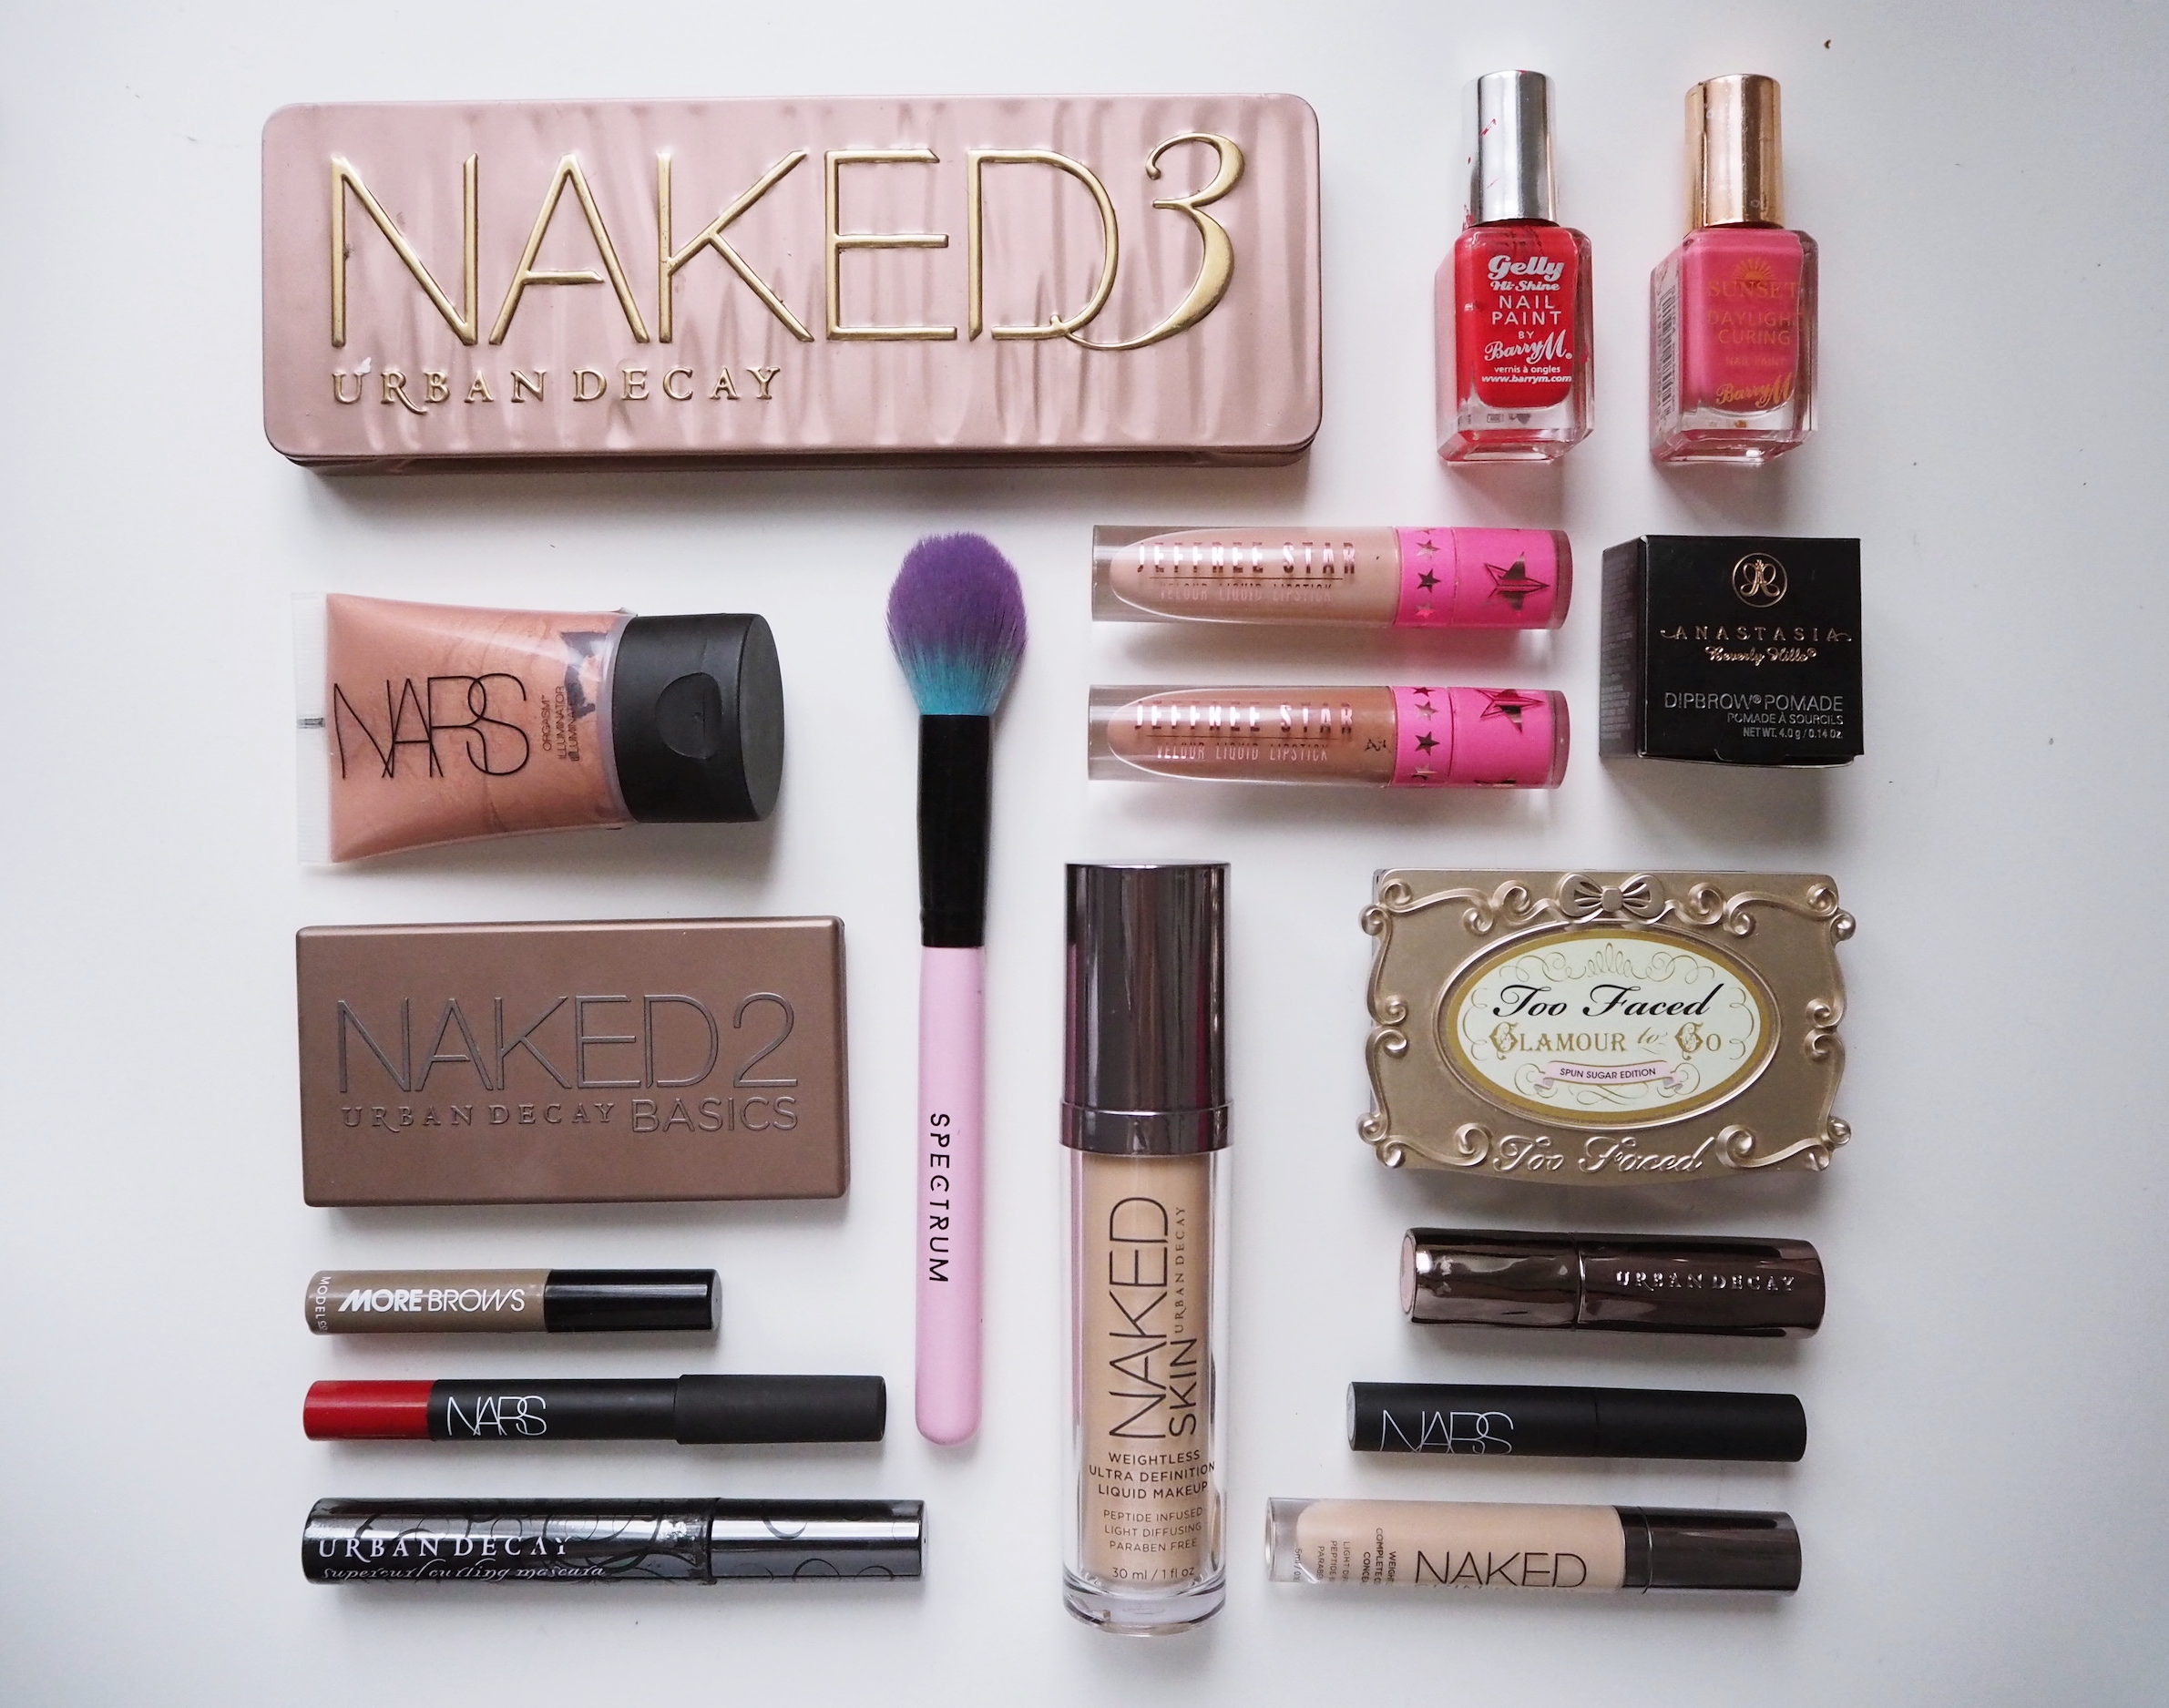 NAKED3
URBAN DECAY
Gelly
Hi-Shine
NAIL
PAINT
BY
Barry M®
vernis à ongles
www.barrym.com
SUNSET
DAYLIGHT
CURING
NAIL PAINT
Barry M
NARS
ORGASM™
ILLUMINATOR
JEFFREE STAR
VELOUR LIQUID LIPSTICK
JEFFREE STAR
VELOUR LIQUID LIPSTICK
ANASTASIA
Beverly Hills®
DIPBROW® POMADE
POMADE À SOURCILS
NET WT. 4.0 g / 0.14 Oz.
NAKED2
URBAN DECAY BASICS
SPECTRUM
NAKED
SKIN URBAN DECAY
WEIGHTLESS
ULTRA DEFINITION
LIQUID MAKEUP
PEPTIDE INFUSED
LIGHT DIFFUSING
PARABEN FREE
30 ml / 1 fl oz
Too Faced
GLAMOUR to GO
SPUN SUGAR EDITION
Too Faced
MODEL
MORE BROWS
NARS
URBAN DECAY
supercurl curling mascara
URBAN DECAY
NARS
NAKED